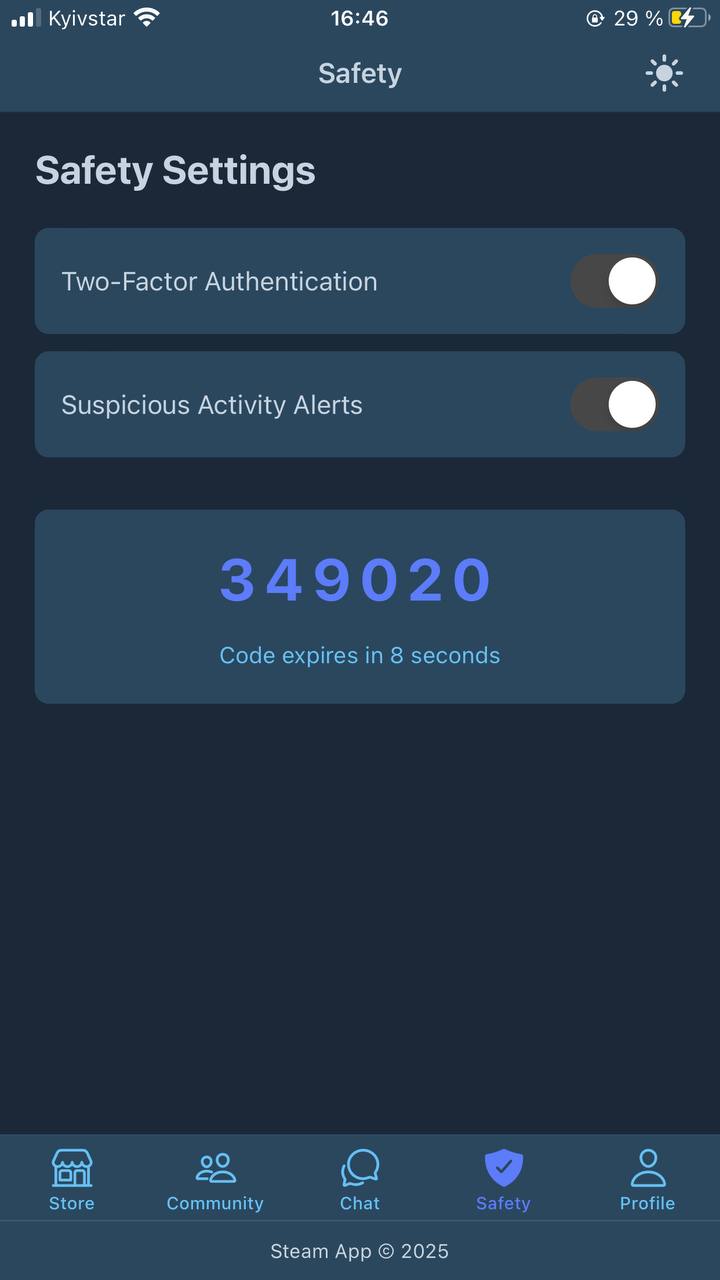 Kyivstar 16:46 29 %
Safety
Safety Settings
Two-Factor Authentication
Suspicious Activity Alerts
349020
Code expires in 8 seconds
Store Community Chat Safety Profile
Steam App © 2025